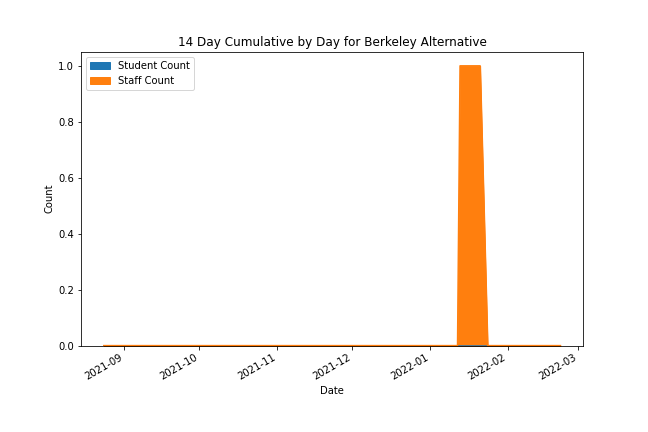 14 Day Cumulative by Day for Berkeley Alternative
Student Count
Staff Count
1.0
0.8
0.6
0.4
0.2
0.0
Count
2021-09
2021-10
2021-11
2021-12
2022-01
2022-02
2022-03
Date